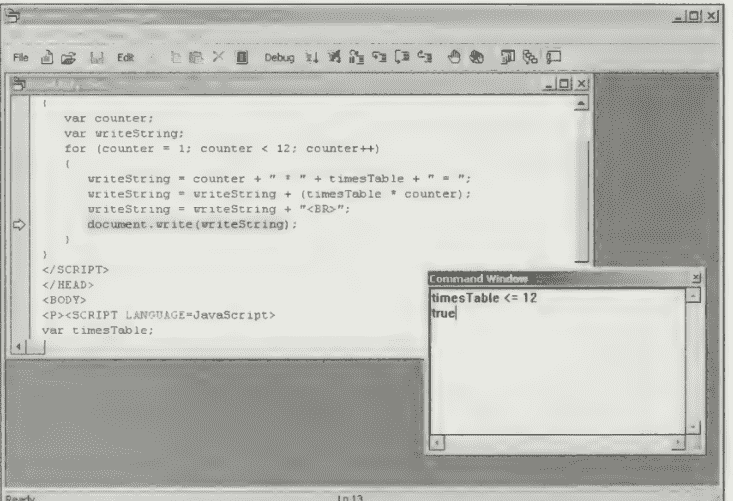 File Edit Debug
{
var counter;
var writeString;
for (counter = 1; counter < 12; counter++)
{
writeString = counter + " * " + timesTable + " = ";
writeString = writeString + (timesTable * counter);
writeString = writeString + "<BR>";
document.write(writeString);
}
}
</SCRIPT>
</HEAD>
<BODY>
<P><SCRIPT LANGUAGE=JavaScript>
var timesTable;
Command Window
timesTable <= 12
true
Ready Ln 13